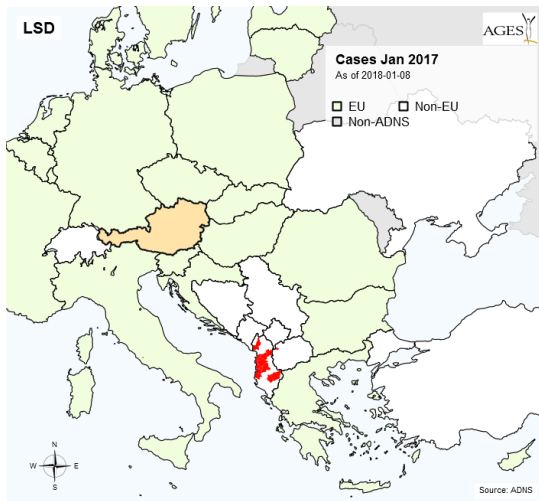 LSD
AGES
Cases Jan 2017
As of 2018-01-08
EU
Non-EU
Non-ADNS
N
W
E
S
Source: ADNS